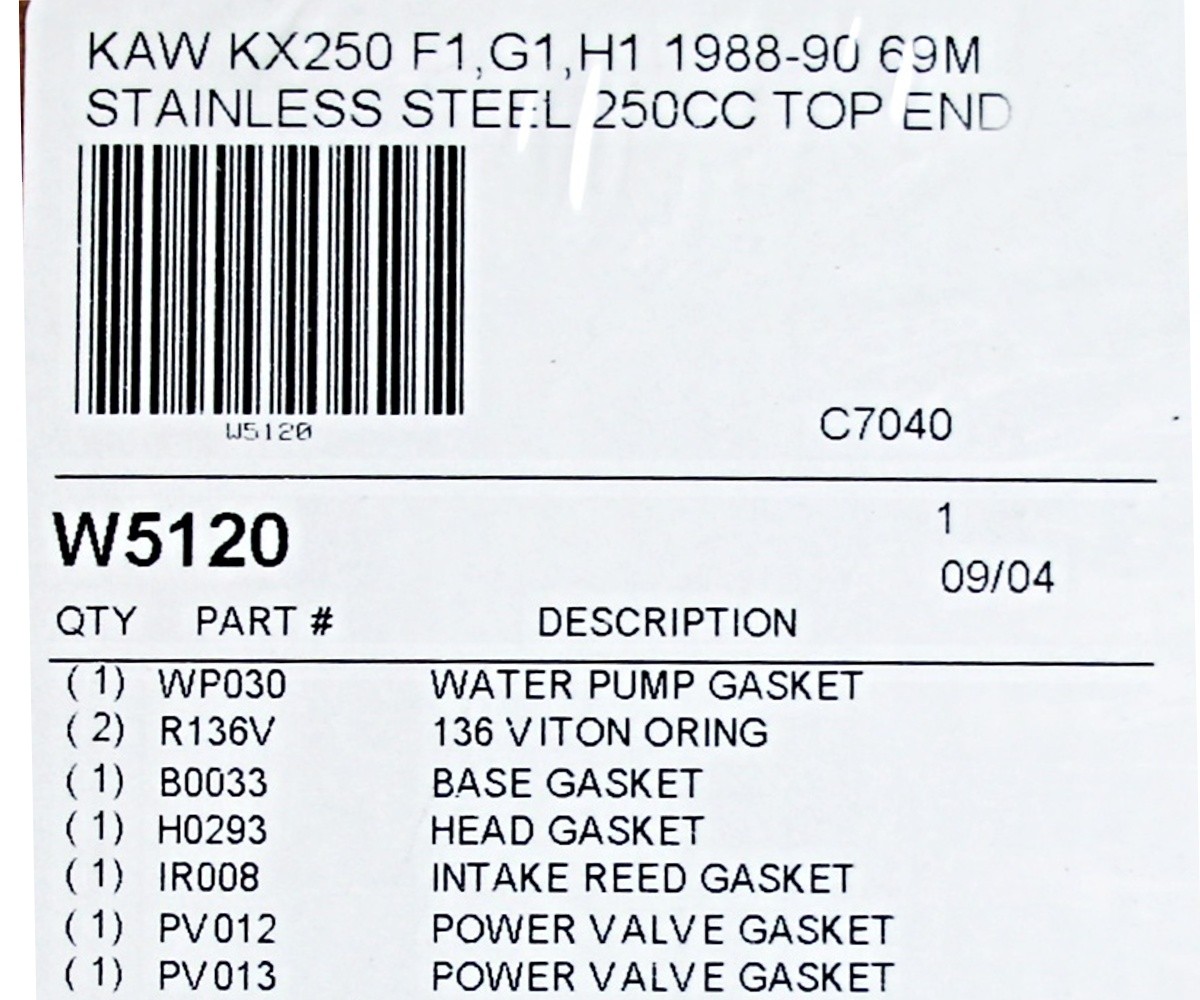 KAW KX250 F1,G1,H1 1988-90 69M
STAINLESS STEEL 250CC TOP END
W5120
C7040
W5120
1
09/04
QTY PART # DESCRIPTION
( 1) WP030 WATER PUMP GASKET
( 2) R136V 136 VITON ORING
( 1) B0033 BASE GASKET
( 1) H0293 HEAD GASKET
( 1) IR008 INTAKE REED GASKET
( 1) PV012 POWER VALVE GASKET
( 1) PV013 POWER VALVE GASKET